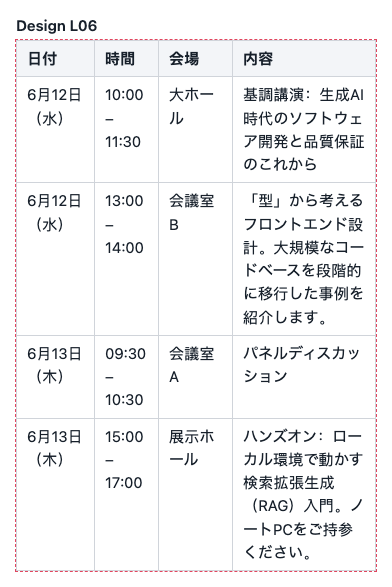 Design L06
日付 時間 会場 内容
6月12日
（水）
10:00
–
11:30
大ホー
ル
基調講演：生成AI
時代のソフトウェ
ア開発と品質保証
のこれから
6月12日
（水）
13:00
–
14:00
会議室
B
「型」から考える
フロントエンド設
計。大規模なコー
ドベースを段階的
に移行した事例を
紹介します。
6月13日
（木）
09:30
–
10:30
会議室
A
パネルディスカッ
ション
6月13日
（木）
15:00
–
17:00
展示ホ
ール
ハンズオン：ロー
カル環境で動かす
検索拡張生成
（RAG）入門。ノ
ートPCをご持参
ください。